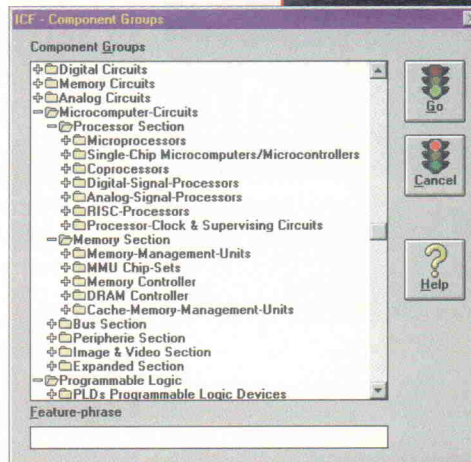 ICF - Component Groups
Component Groups
Digital Circuits
Memory Circuits
Analog Circuits
Microcomputer-Circuits
Processor Section
Microprocessors
Single-Chip Microcomputers/Microcontrollers
Coprocessors
Digital-Signal-Processors
Analog-Signal-Processors
RISC-Processors
Processor-Clock & Supervising Circuits
Memory Section
Memory-Management-Units
MMU Chip-Sets
Memory Controller
DRAM Controller
Cache-Memory-Management-Units
Bus Section
Peripherie Section
Image & Video Section
Expanded Section
Programmable Logic
PLDs Programmable Logic Devices
Feature-phrase
Go
Cancel
Help